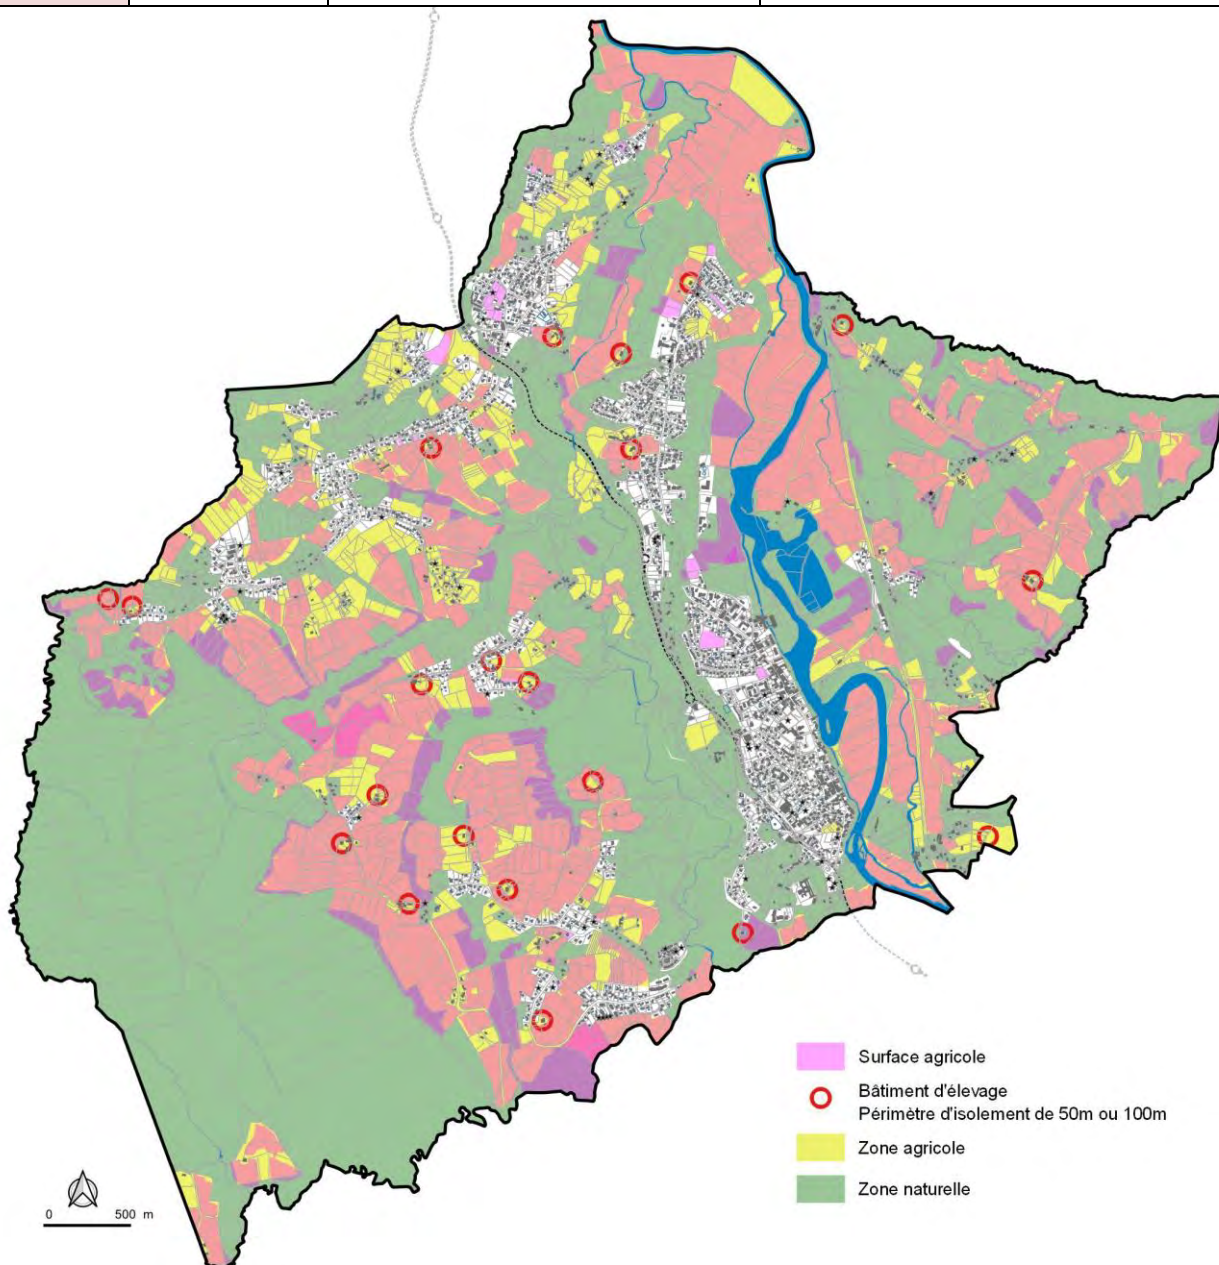 Surface agricole
Bâtiment d'élevage
Périmètre d'isolement de 50m ou 100m
Zone agricole
Zone naturelle
0 500 m